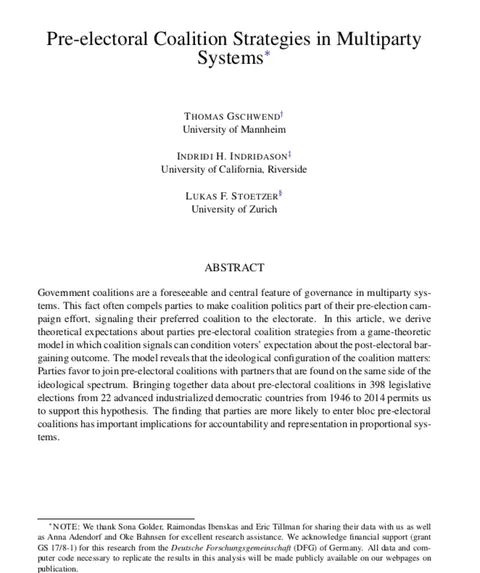 Pre-electoral Coalition Strategies in Multiparty
Systems*
THOMAS GSCHWEND†
University of Mannheim
INDRIDI H. INDRIDASON‡
University of California, Riverside
LUKAS F. STOETZER§
University of Zurich
ABSTRACT
Government coalitions are a foreseeable and central feature of governance in multiparty sys-
tems. This fact often compels parties to make coalition politics part of their pre-election cam-
paign effort, signaling their preferred coalition to the electorate. In this article, we derive
theoretical expectations about parties pre-electoral coalition strategies from a game-theoretic
model in which coalition signals can condition voters' expectation about the post-electoral bar-
gaining outcome. The model reveals that the ideological configuration of the coalition matters:
Parties favor to join pre-electoral coalitions with partners that are found on the same side of the
ideological spectrum. Bringing together data about pre-electoral coalitions in 398 legislative
elections from 22 advanced industrialized democratic countries from 1946 to 2014 permits us
to support this hypothesis. The finding that parties are more likely to enter bloc pre-electoral
coalitions has important implications for accountability and representation in proportional sys-
tems.
*NOTE: We thank Sona Golder, Raimondas Ibenskas and Eric Tillman for sharing their data with us as well
as Anna Adendorf and Oke Bahnsen for excellent research assistance. We acknowledge financial support (grant
GS 17/8-1) for this research from the Deutsche Forschungsgemeinschaft (DFG) of Germany. All data and com-
puter code necessary to replicate the results in this analysis will be made publicly available on our webpages on
publication.